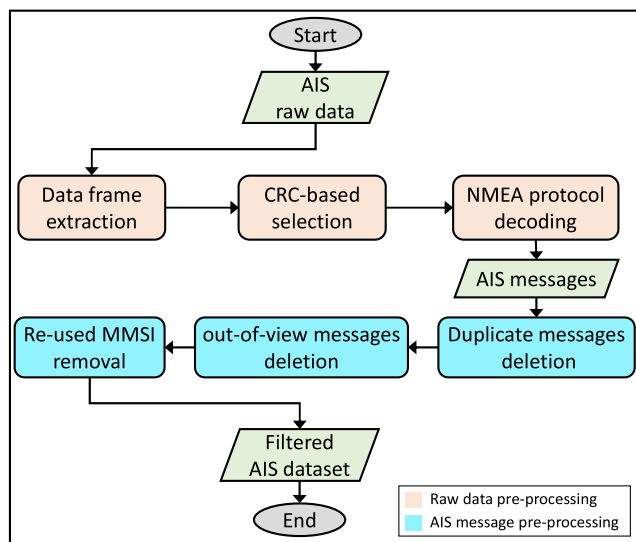 Start
AIS
raw data
Data frame
extraction
CRC-based
selection
NMEA protocol
decoding
AIS messages
Re-used MMSI
removal
out-of-view messages
deletion
Duplicate messages
deletion
Filtered
AIS dataset
End
Raw data pre-processing
AIS message pre-processing